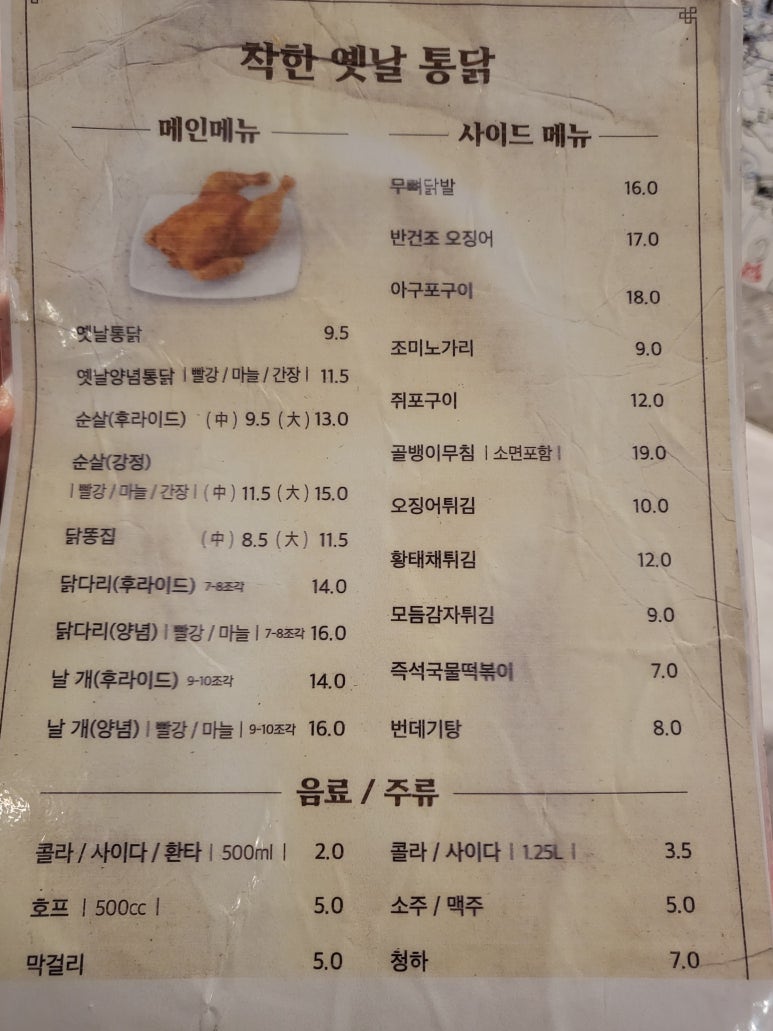 착한 옛날 통닭
메인메뉴
옛날통닭 9.5
옛날양념통닭 | 빨강 / 마늘 / 간장 | 11.5
순살(후라이드) (中) 9.5 (大) 13.0
순살(강정)
| 빨강 / 마늘 / 간장 | (中) 11.5 (大) 15.0
닭똥집 (中) 8.5 (大) 11.5
닭다리(후라이드) 7-8조각 14.0
닭다리(양념) | 빨강 / 마늘 | 7-8조각 16.0
날 개(후라이드) 9-10조각 14.0
날 개(양념) | 빨강 / 마늘 | 9-10조각 16.0
사이드 메뉴
무뼈닭발 16.0
반건조 오징어 17.0
아구포구이 18.0
조미노가리 9.0
쥐포구이 12.0
골뱅이무침 | 소면포함 | 19.0
오징어튀김 10.0
황태채튀김 12.0
모듬감자튀김 9.0
즉석국물떡볶이 7.0
번데기탕 8.0
음료 / 주류
콜라 / 사이다 / 환타 | 500ml | 2.0
호프 | 500cc | 5.0
막걸리 5.0
콜라 / 사이다 | 1.25L | 3.5
소주 / 맥주 5.0
청하 7.0